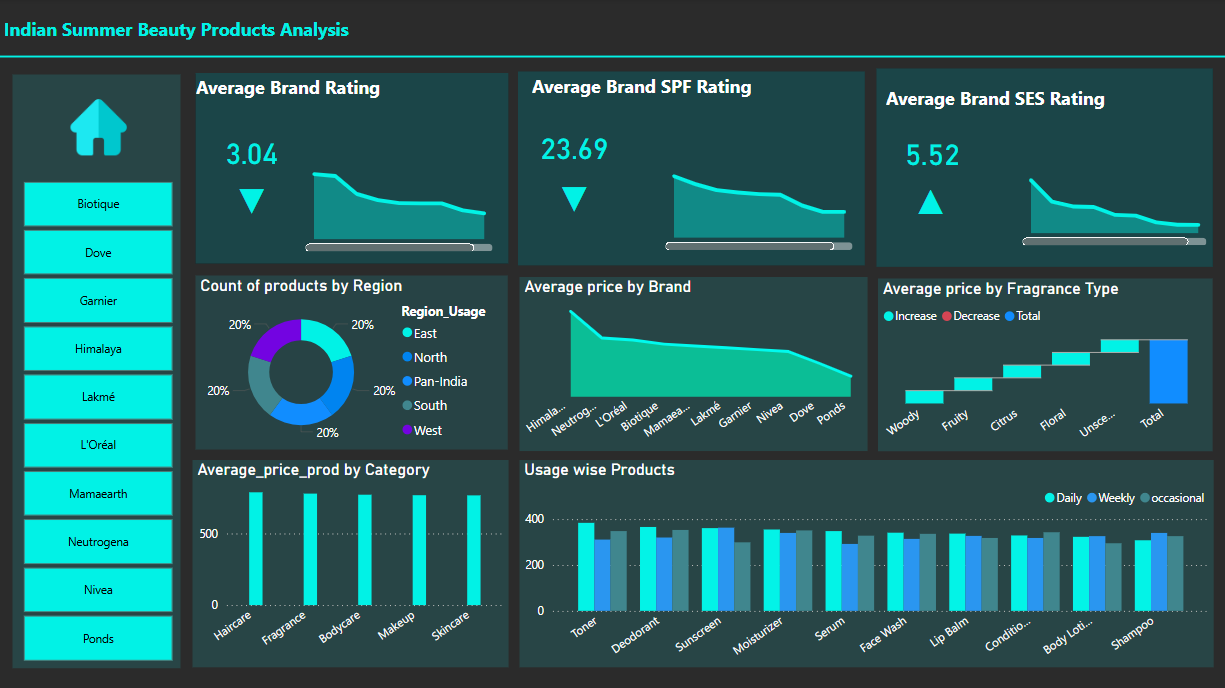 Indian Summer Beauty Products Analysis
Biotique
Dove
Garnier
Himalaya
Lakmé
L'Oréal
Mamaearth
Neutrogena
Nivea
Ponds
Average Brand Rating
3.04
Average Brand SPF Rating
23.69
Average Brand SES Rating
5.52
Count of products by Region
20%
20%
20%
20%
20%
Region_Usage
East
North
Pan-India
South
West
Average price by Brand
Himala...
Neutrog...
L'Oréal
Biotique
Mamaea...
Lakmé
Garnier
Nivea
Dove
Ponds
Average price by Fragrance Type
Increase Decrease Total
Woody
Fruity
Citrus
Floral
Unsce...
Total
Average_price_prod by Category
500
0
Haircare
Fragrance
Bodycare
Makeup
Skincare
Usage wise Products
Daily Weekly occasional
400
200
0
Toner
Deodorant
Sunscreen
Moisturizer
Serum
Face Wash
Lip Balm
Conditio...
Body Loti...
Shampoo